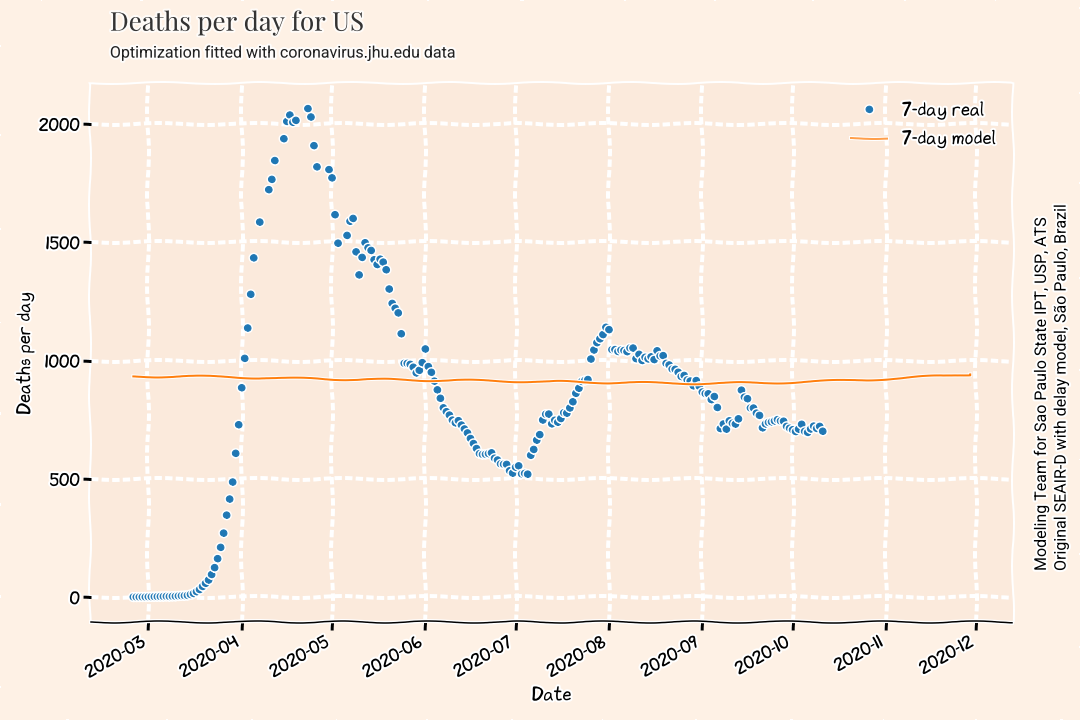 Deaths per day for US
Optimization fitted with coronavirus.jhu.edu data
7-day real
7-day model
Deaths per day
2000
1500
1000
500
0
2020-03
2020-04
2020-05
2020-06
2020-07
2020-08
2020-09
2020-10
2020-11
2020-12
Date
Modeling Team for Sao Paulo State IPT, USP, ATS
Original SEAIR-D with delay model, São Paulo, Brazil